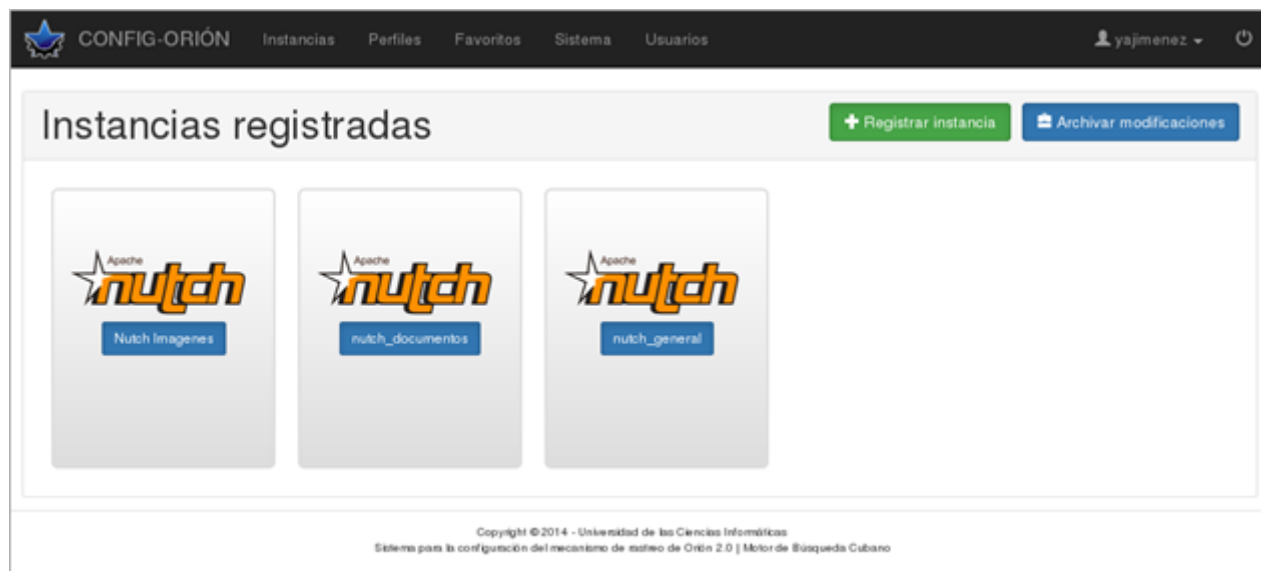 CONFIG-ORIÓN Instancias Perfiles Favoritos Sistema Usuarios yajimenez
Instancias registradas
Registrar instancia
Archivar modificaciones
Apache nutch
Nutch Imagenes
Apache nutch
nutch_documentos
Apache nutch
nutch_general
Copyright ©2014 - Universidad de las Ciencias Informáticas
Sistema para la configuración del mecanismo de rastreo de Orión 2.0 | Motor de Búsqueda Cubano